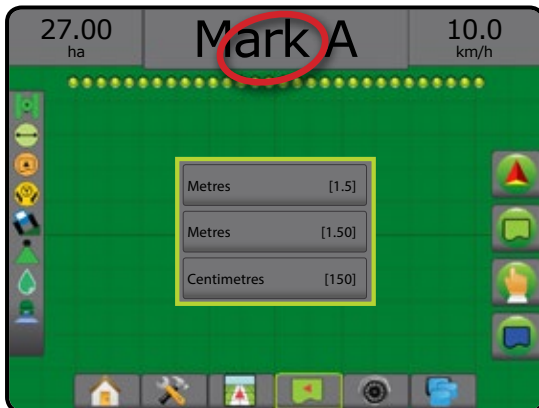 27.00
ha
Mark A
10.0
km/h
Metres [1.5]
Metres [1.50]
Centimetres [150]